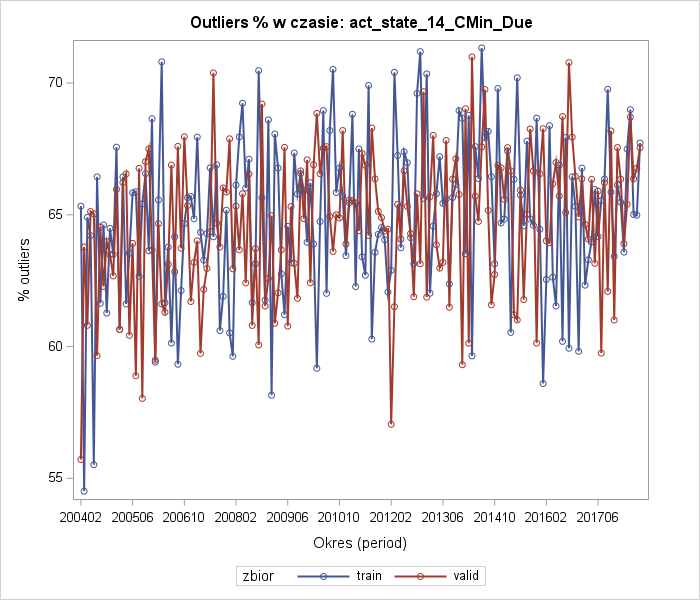 Outliers % w czasie: act_state_14_CMin_Due
70
65
60
55
% outliers
200402 200506 200610 200802 200906 201010 201202 201306 201410 201602 201706
Okres (period)
zbior train valid